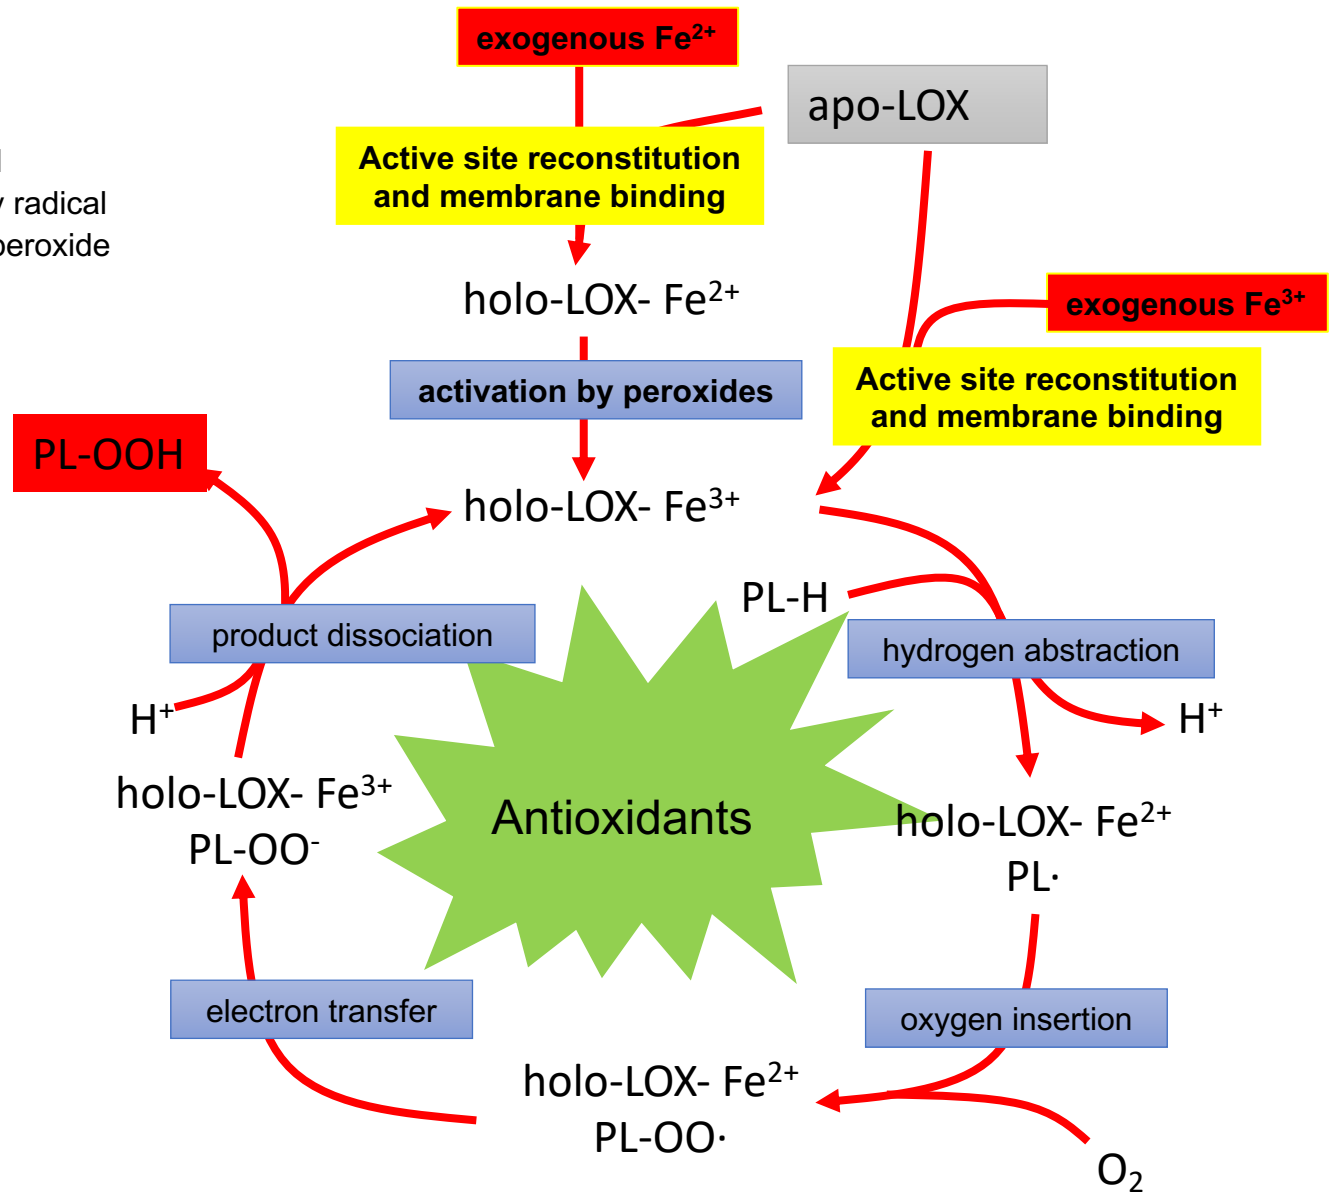 exogenous Fe²⁺
apo-LOX
Active site reconstitution
and membrane binding
radical
peroxide
holo-LOX- Fe²⁺
exogenous Fe³⁺
activation by peroxides
Active site reconstitution
and membrane binding
PL-OOH
holo-LOX- Fe³⁺
PL-H
product dissociation
hydrogen abstraction
H⁺
H⁺
holo-LOX- Fe³⁺
PL-OO⁻
Antioxidants
holo-LOX- Fe²⁺
PL·
electron transfer
oxygen insertion
holo-LOX- Fe²⁺
PL-OO·
O₂